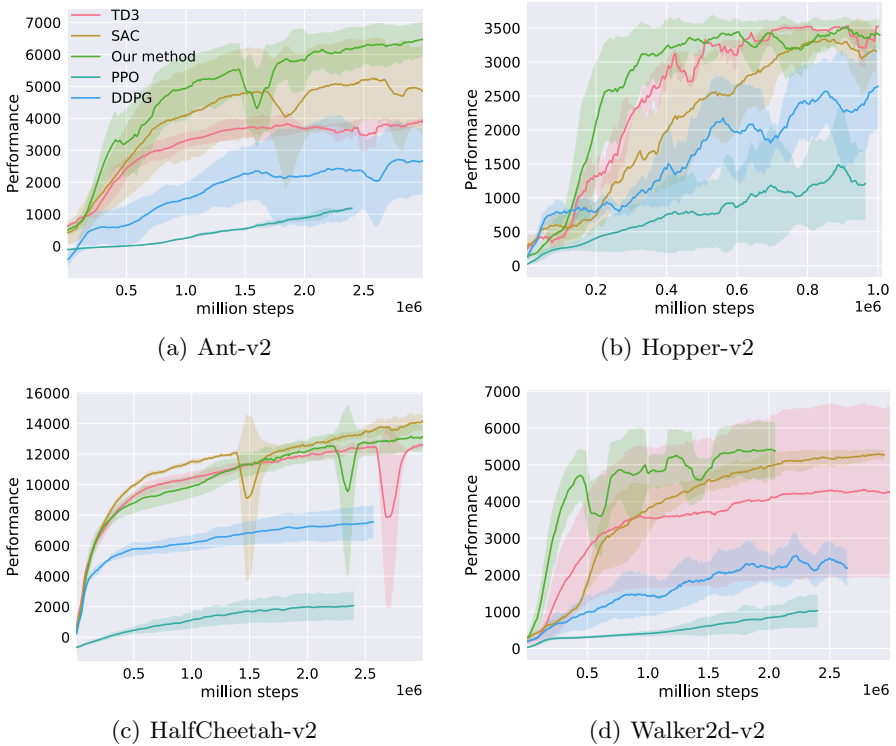 TD3
SAC
Our method
PPO
DDPG
Performance
7000
6000
5000
4000
3000
2000
1000
0
0.5
1.0
1.5
2.0
2.5
million steps
1e6
(a) Ant-v2
Performance
3500
3000
2500
2000
1500
1000
500
0
0.2
0.4
0.6
0.8
1.0
million steps
1e6
(b) Hopper-v2
Performance
16000
14000
12000
10000
8000
6000
4000
2000
0
0.5
1.0
1.5
2.0
2.5
million steps
1e6
(c) HalfCheetah-v2
Performance
7000
6000
5000
4000
3000
2000
1000
0
0.5
1.0
1.5
2.0
2.5
million steps
1e6
(d) Walker2d-v2